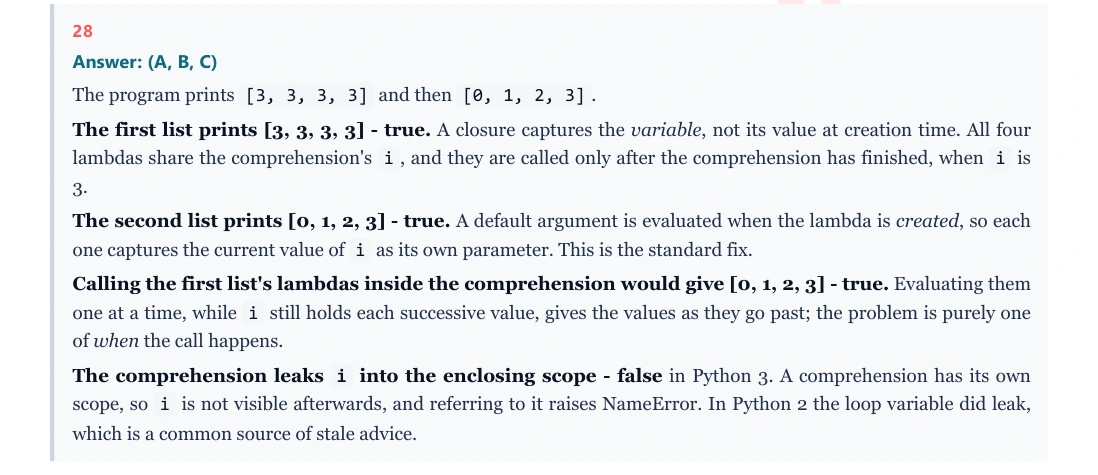 28
Answer: (A, B, C)
The program prints [3, 3, 3, 3] and then [0, 1, 2, 3].
The first list prints [3, 3, 3, 3] - true. A closure captures the variable, not its value at creation time. All four
lambdas share the comprehension's i, and they are called only after the comprehension has finished, when i is
3.
The second list prints [0, 1, 2, 3] - true. A default argument is evaluated when the lambda is created, so each
one captures the current value of i as its own parameter. This is the standard fix.
Calling the first list's lambdas inside the comprehension would give [0, 1, 2, 3] - true. Evaluating them
one at a time, while i still holds each successive value, gives the values as they go past; the problem is purely one
of when the call happens.
The comprehension leaks i into the enclosing scope - false in Python 3. A comprehension has its own
scope, so i is not visible afterwards, and referring to it raises NameError. In Python 2 the loop variable did leak,
which is a common source of stale advice.